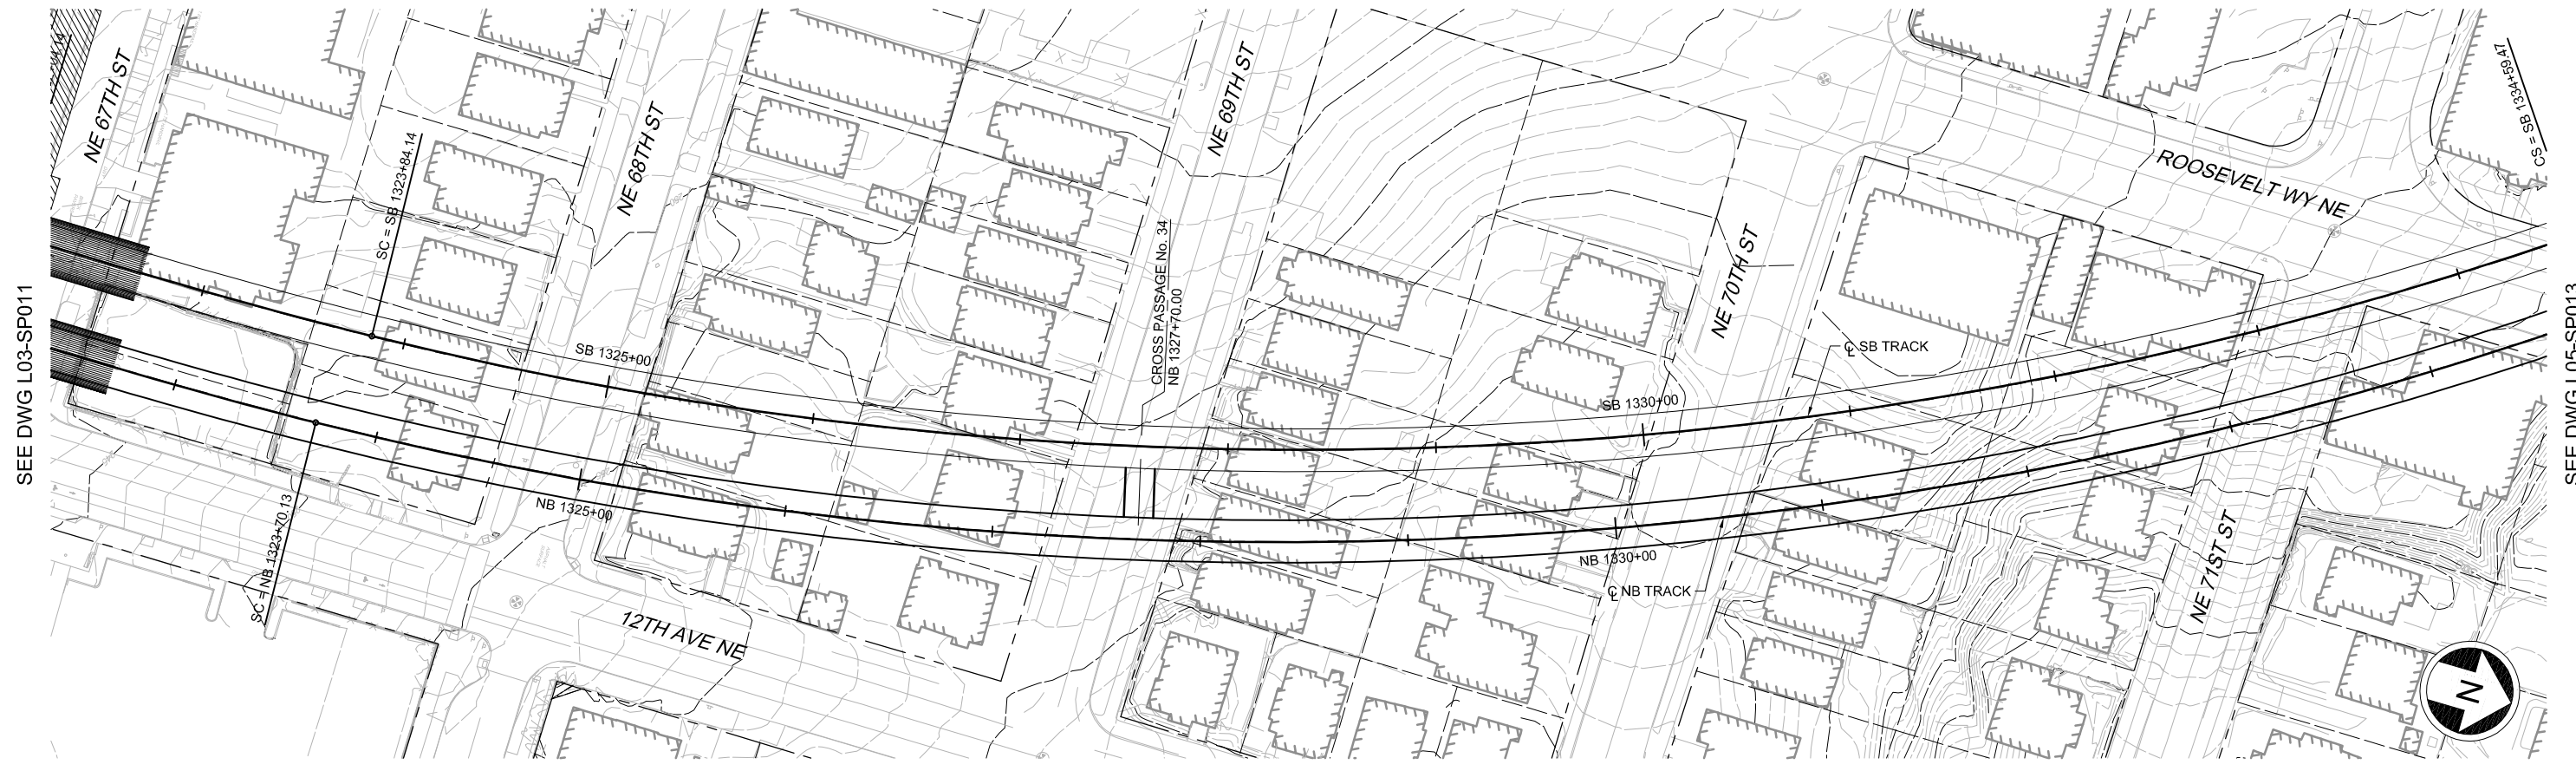 SEE DWG L03-SP011
NE 67TH ST
SC = SB 1323+84.14
NE 68TH ST
SB 1325+00
SC = NB 1323+70.13
NB 1325+00
12TH AVE NE
CROSS PASSAGE No. 34
NB 1327+70.00
NE 69TH ST
SB 1330+00
NB 1330+00
NE 70TH ST
℄ SB TRACK
℄ NB TRACK
ROOSEVELT WY NE
NE 71ST ST
CS = SB 1334+59.47
N
SEE DWG L05-SP013